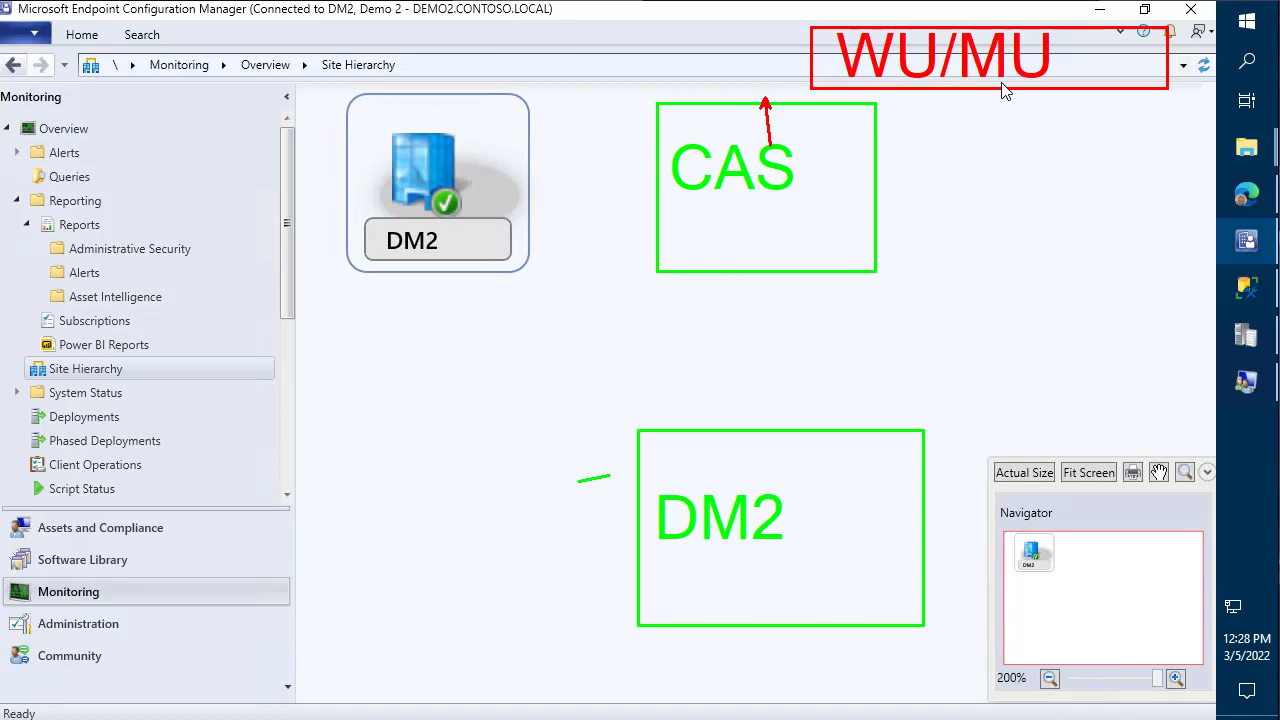 Microsoft Endpoint Configuration Manager (Connected to DM2, Demo 2 - DEMO2.CONTOSO.LOCAL)
Home Search
\ Monitoring Overview Site Hierarchy
WU/MU
Monitoring
Overview
Alerts
Queries
Reporting
Reports
Administrative Security
Alerts
Asset Intelligence
Subscriptions
Power BI Reports
Site Hierarchy
System Status
Deployments
Phased Deployments
Client Operations
Script Status
Assets and Compliance
Software Library
Monitoring
Administration
Community
DM2
CAS
DM2
Actual Size Fit Screen
Navigator
DM2
200%
12:28 PM
3/5/2022
Ready